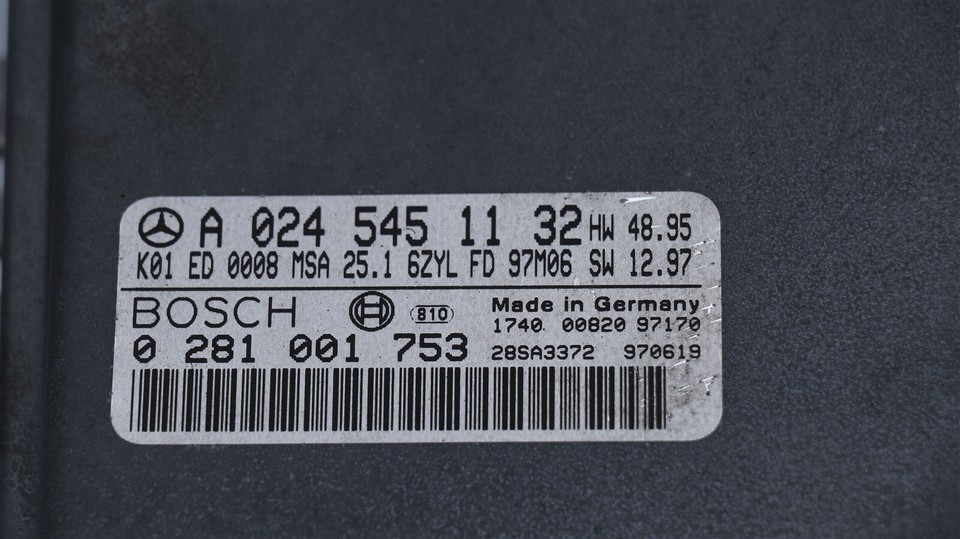 A 024 545 11 32 HW 48.95
K01 ED 0008 MSA 25.1 6ZYL FD 97M06 SW 12.97
BOSCH 810 Made in Germany
1740 00820 97170
0 281 001 753 28SA3372 970619